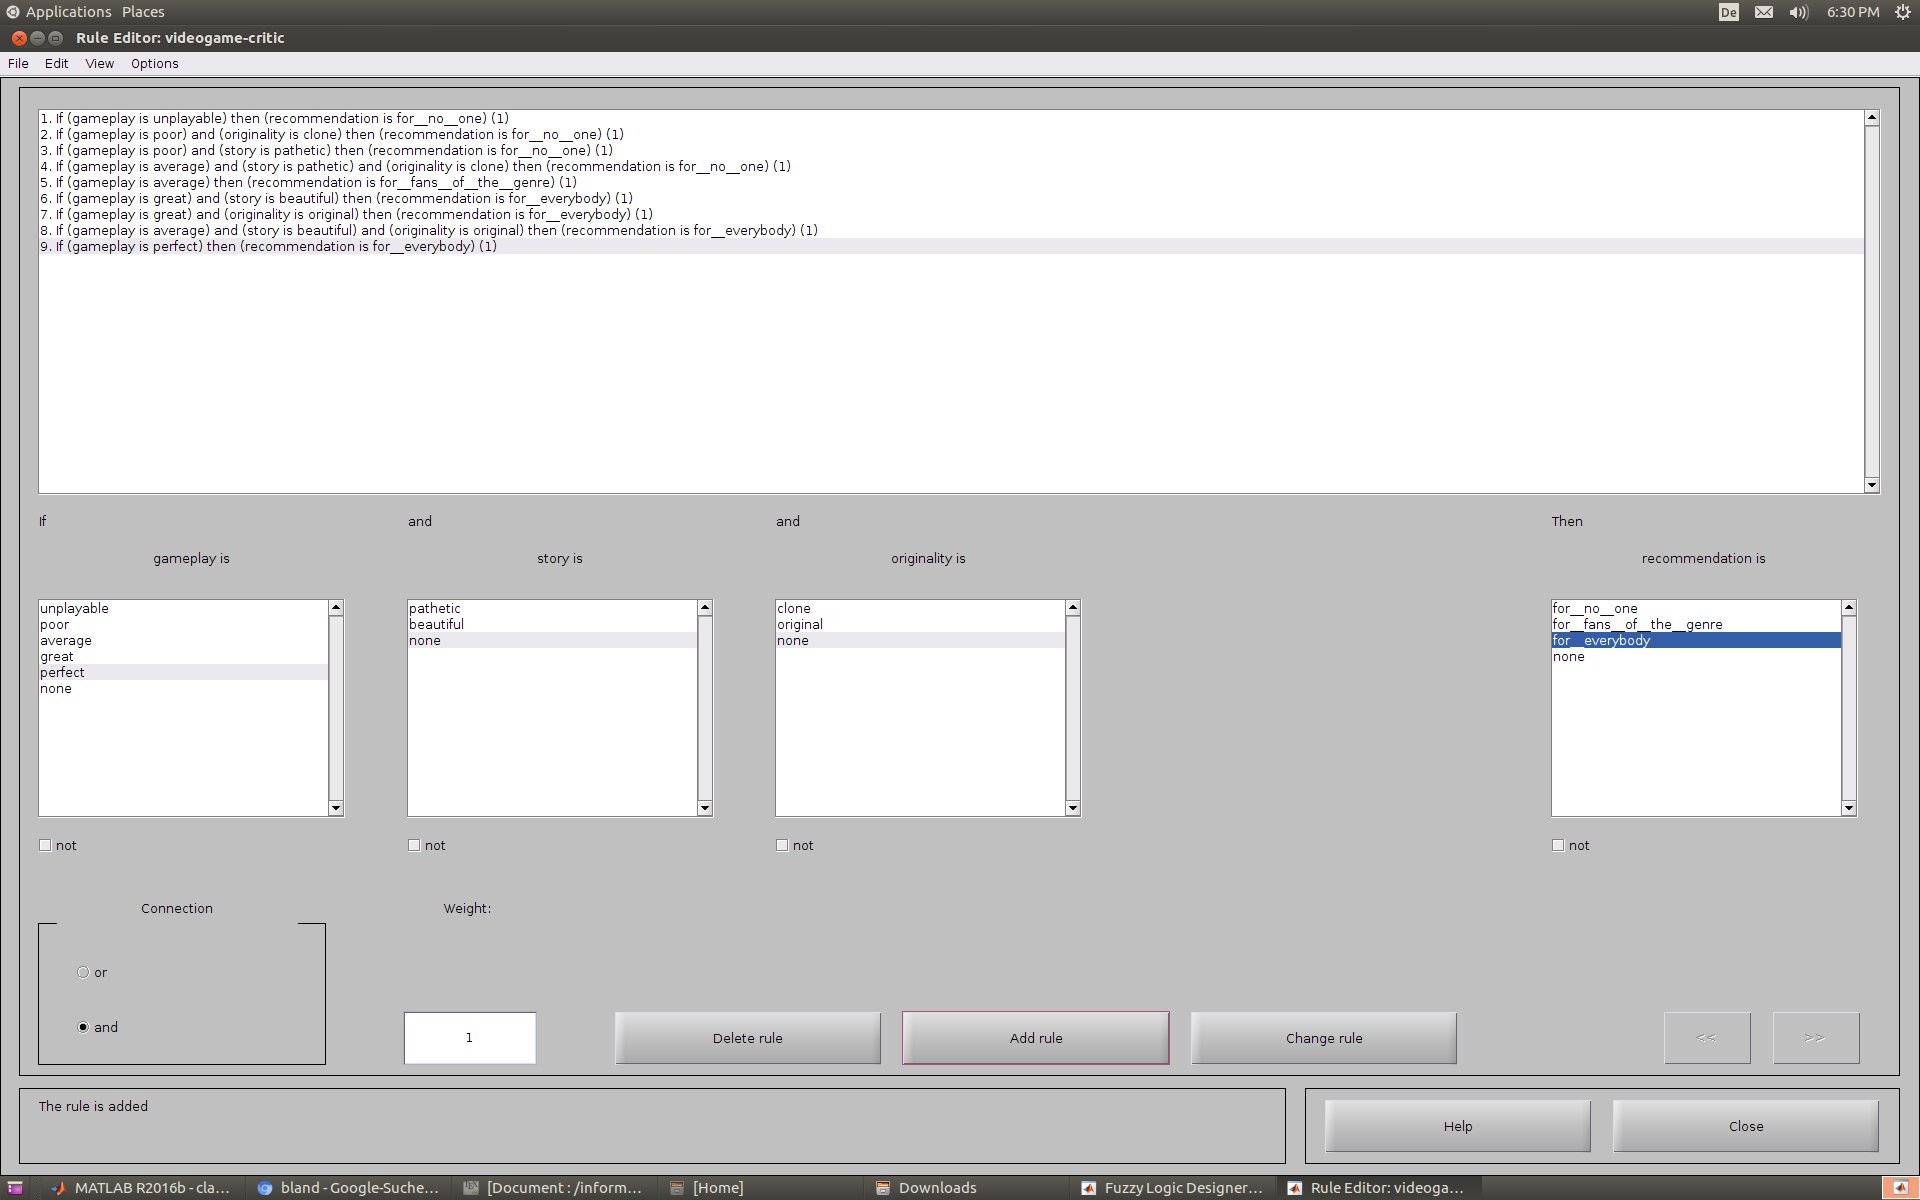 Applications Places De 6:30 PM
Rule Editor: videogame-critic
File Edit View Options
1. If (gameplay is unplayable) then (recommendation is for__no__one) (1)
2. If (gameplay is poor) and (originality is clone) then (recommendation is for__no__one) (1)
3. If (gameplay is poor) and (story is pathetic) then (recommendation is for__no__one) (1)
4. If (gameplay is average) and (story is pathetic) and (originality is clone) then (recommendation is for__no__one) (1)
5. If (gameplay is average) then (recommendation is for__fans__of__the__genre) (1)
6. If (gameplay is great) and (story is beautiful) then (recommendation is for__everybody) (1)
7. If (gameplay is great) and (originality is original) then (recommendation is for__everybody) (1)
8. If (gameplay is average) and (story is beautiful) and (originality is original) then (recommendation is for__everybody) (1)
9. If (gameplay is perfect) then (recommendation is for__everybody) (1)
If and and Then
gameplay is story is originality is recommendation is
unplayable pathetic clone for__no__one
poor beautiful original for__fans__of__the__genre
average none none for__everybody
great none
perfect
none
not not not not
Connection Weight:
or
and
1 Delete rule Add rule Change rule << >>
The rule is added
Help Close
MATLAB R2016b - cla... bland - Google-Suche... [Document : /inform... [Home] Downloads Fuzzy Logic Designer... Rule Editor: videoga...